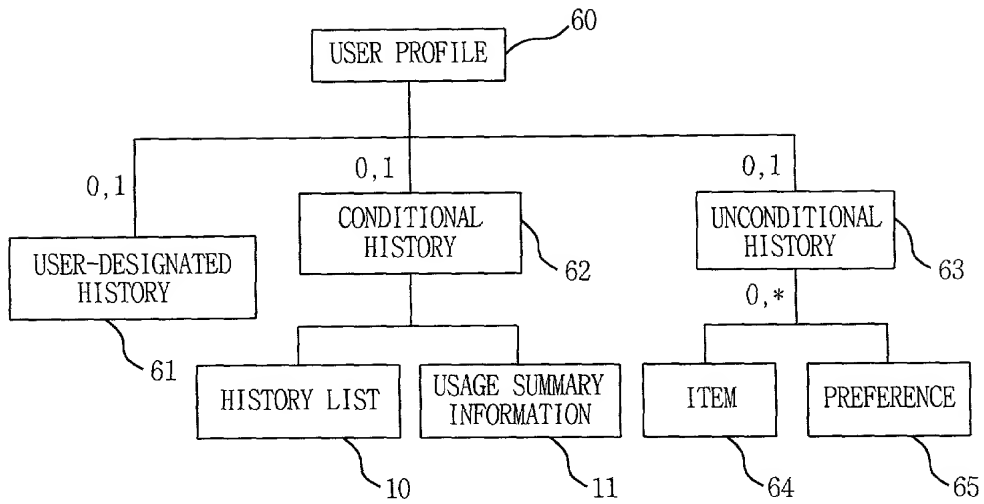 60
USER PROFILE
0,1
0,1
0,1
CONDITIONAL
HISTORY
UNCONDITIONAL
HISTORY
USER-DESIGNATED
HISTORY
62
63
0,*
61
HISTORY LIST
USAGE SUMMARY
INFORMATION
ITEM
PREFERENCE
10
11
64
65